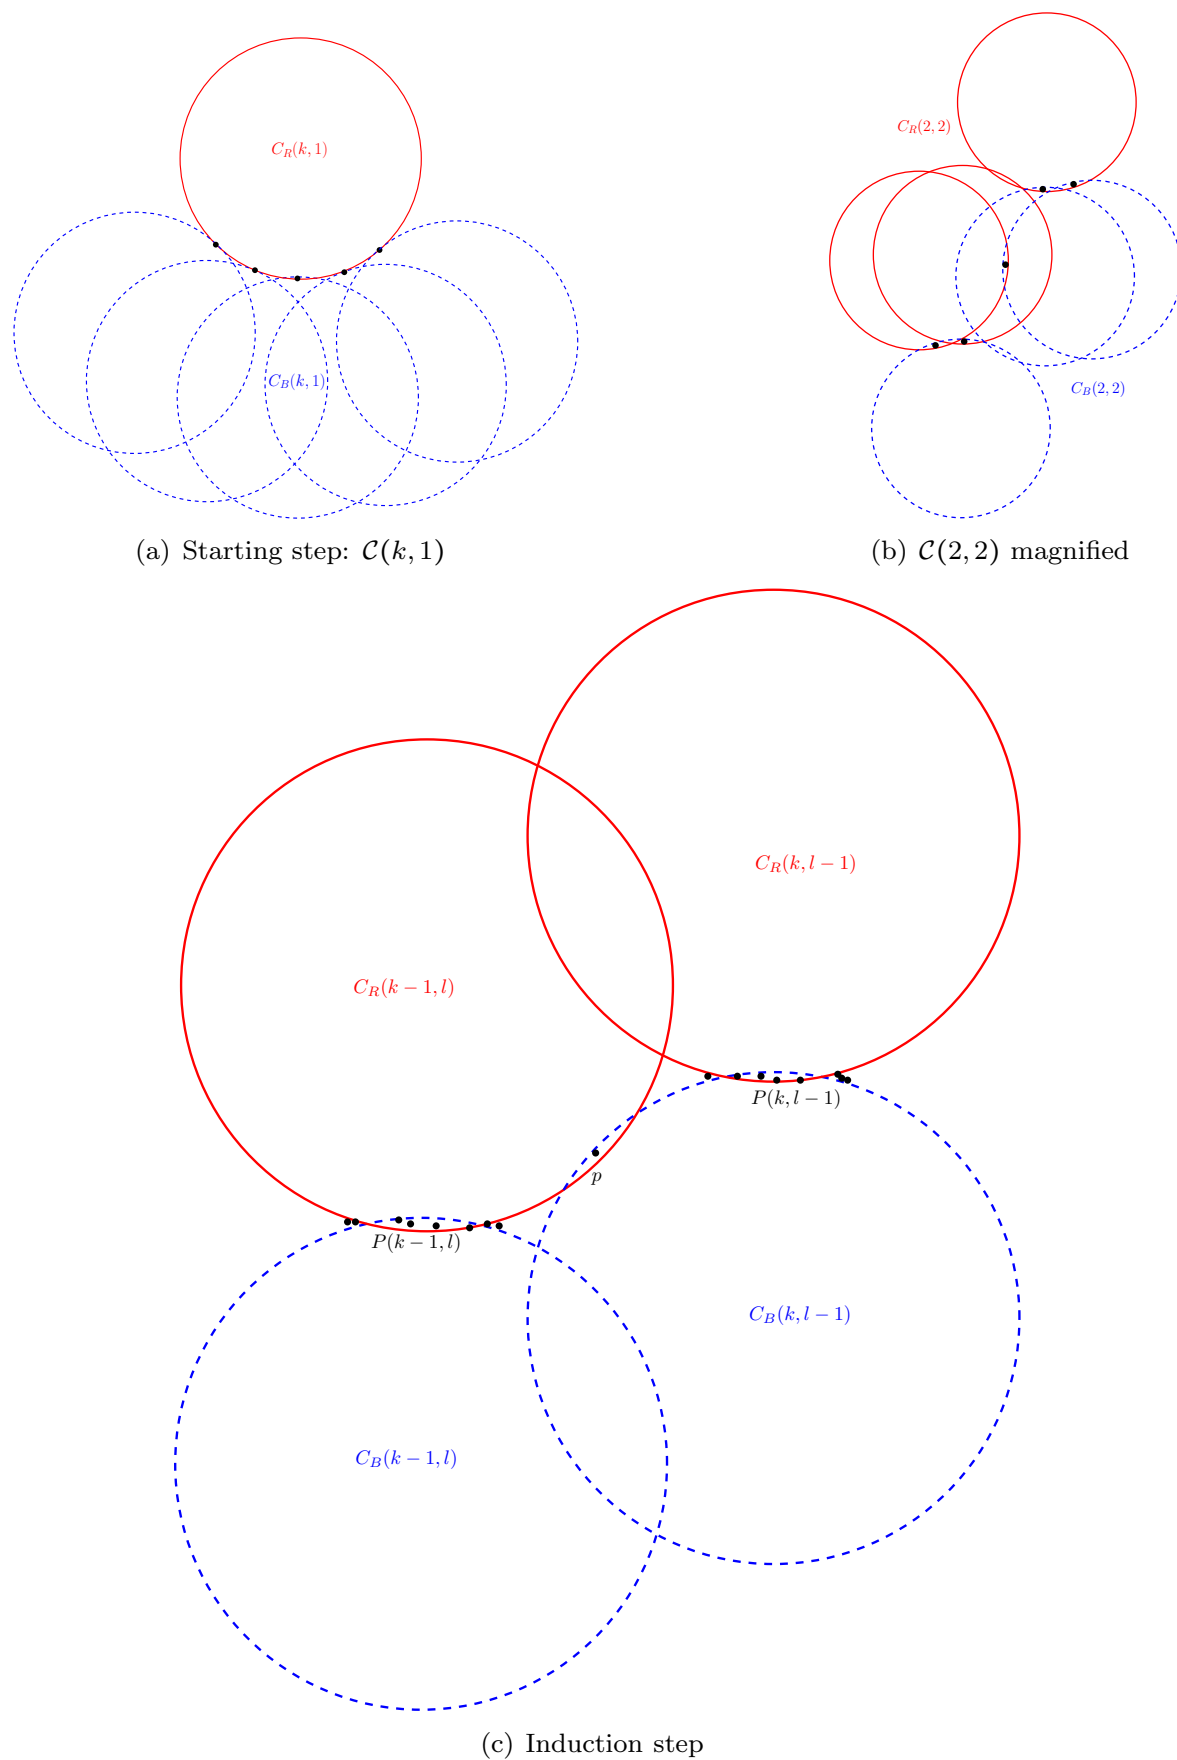 C_R(k, 1)
C_B(k, 1)
(a) Starting step: 𝒞(k, 1)
C_R(2, 2)
C_B(2, 2)
(b) 𝒞(2, 2) magnified
C_R(k, l − 1)
C_R(k − 1, l)
P(k, l − 1)
p
P(k − 1, l)
C_B(k, l − 1)
C_B(k − 1, l)
(c) Induction step